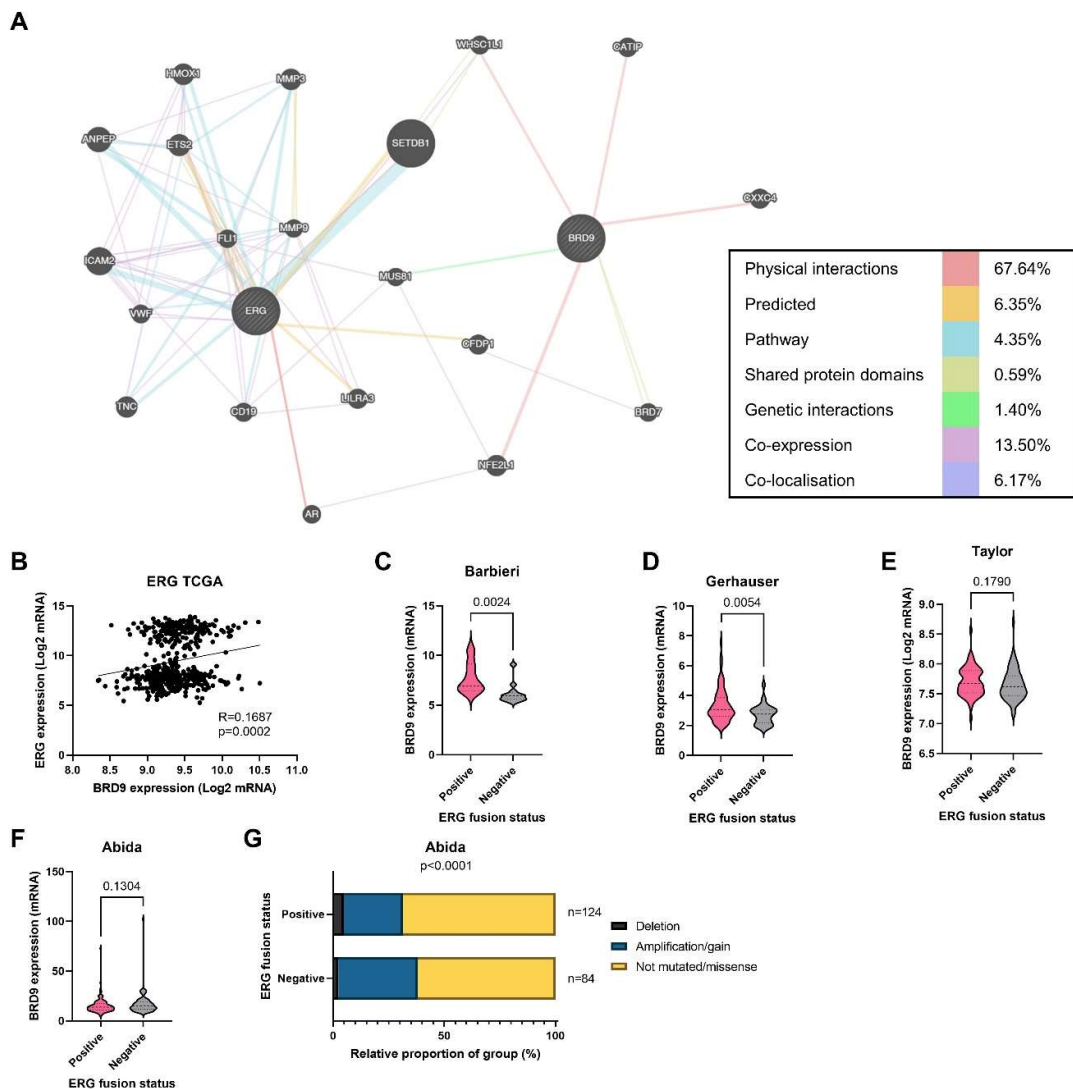 A
WHSC1L1
CATIP
HMOX1
MMP3
ANPEP
ETS2
SETDB1
CXXC4
MMP9
FLI1
BRD9
ICAM2
MUS81
VWF
ERG
CFDP1
TNC
CD19
LILRA3
BRD7
NFE2L1
AR
Physical interactions 67.64%
Predicted 6.35%
Pathway 4.35%
Shared protein domains 0.59%
Genetic interactions 1.40%
Co-expression 13.50%
Co-localisation 6.17%
B
ERG TCGA
ERG expression (Log2 mRNA)
15
10
5
0
R=0.1687
p=0.0002
8.0 8.5 9.0 9.5 10.0 10.5 11.0
BRD9 expression (Log2 mRNA)
C
Barbieri
0.0024
BRD9 expression (mRNA)
15
10
5
0
Positive
Negative
ERG fusion status
D
Gerhauser
0.0054
BRD9 expression (mRNA)
10
8
6
4
2
0
Positive
Negative
ERG fusion status
E
Taylor
0.1790
BRD9 expression (Log2 mRNA)
9.0
8.5
8.0
7.5
7.0
6.5
Positive
Negative
ERG fusion status
F
Abida
0.1304
BRD9 expression (mRNA)
150
100
50
0
Positive
Negative
ERG fusion status
G
Abida
p<0.0001
ERG fusion status
Positive
n=124
Negative
n=84
0 50 100
Relative proportion of group (%)
Deletion
Amplification/gain
Not mutated/missense